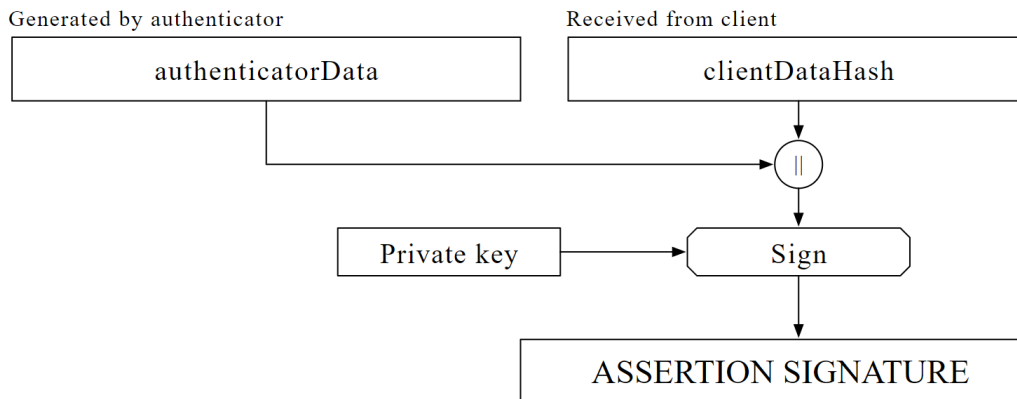 Generated by authenticator
Received from client
authenticatorData
clientDataHash
||
Private key
Sign
ASSERTION SIGNATURE